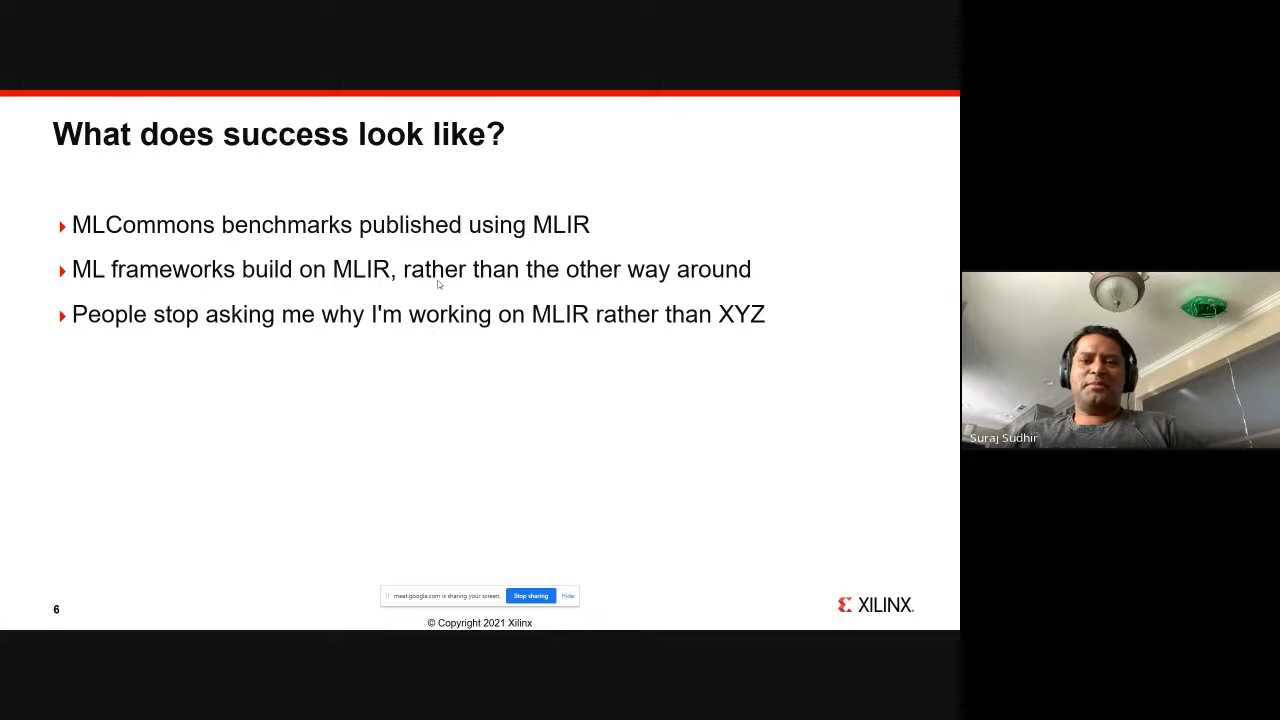 What does success look like?
MLCommons benchmarks published using MLIR
ML frameworks build on MLIR, rather than the other way around
People stop asking me why I'm working on MLIR rather than XYZ
Suraj Sudhir
meet.google.com is sharing your screen. Stop sharing Hide
6
XILINX.
© Copyright 2021 Xilinx